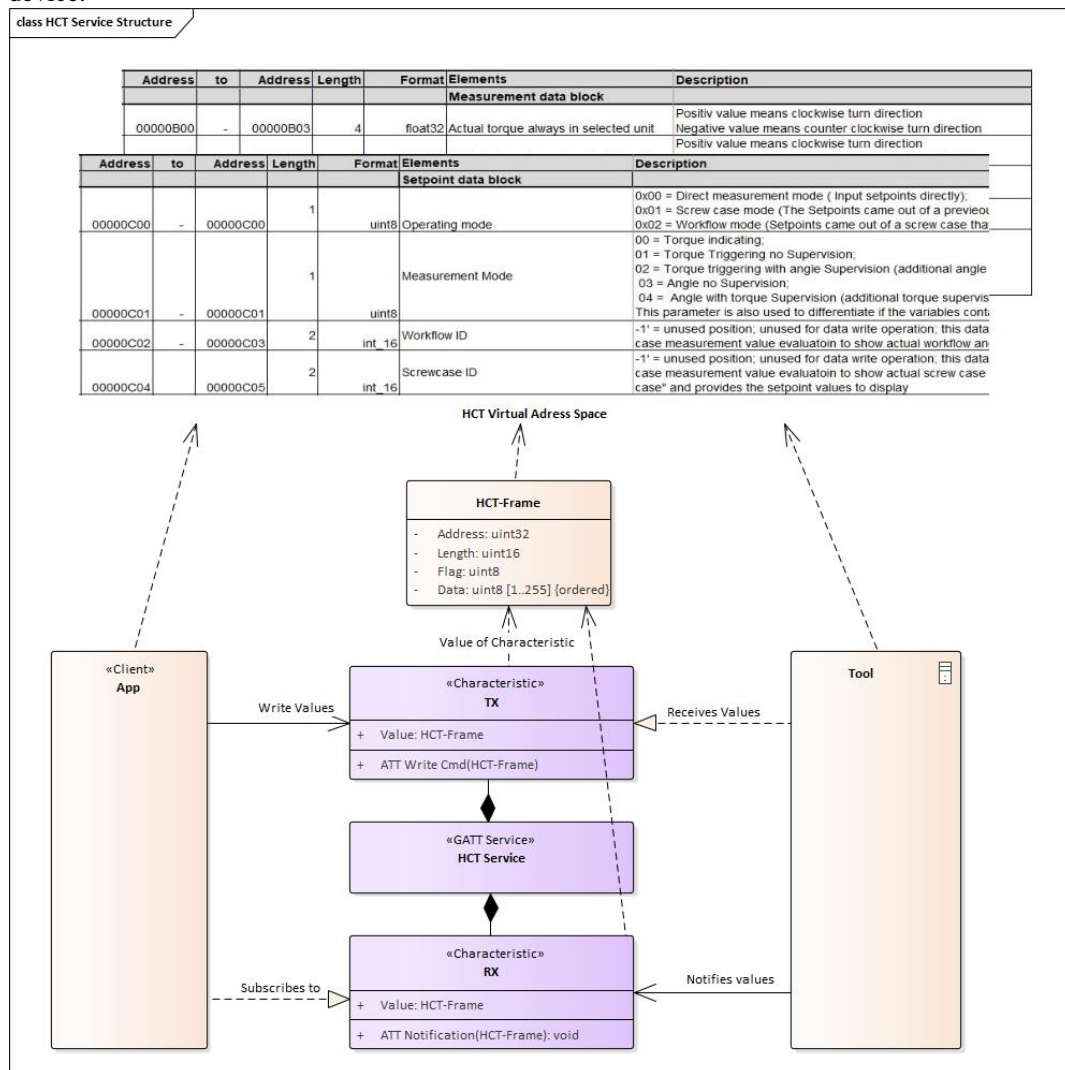 class HCT Service Structure
Address to Address Length Format Elements Description
Measurement data block
Positiv value means clockwise turn direction
00000B00 - 00000B03 4 float32 Actual torque always in selected unit Negative value means counter clockwise turn direction
Positiv value means clockwise turn direction
Address to Address Length Format Elements Description
Setpoint data block
0x00 = Direct measurement mode ( Input setpoints directly);
1 0x01 = Screw case mode (The Setpoints came out of a
00000C00 - 00000C00 uint8 Operating mode 0x02 = Workflow mode (Setpoints came out of a screw case
00 = Torque indicating;
01 = Torque Triggering no Supervision;
1 Measurement Mode 02 = Torque triggering with angle Supervision (additional angle
03 = Angle no Supervision;
04 = Angle with torque Supervision (additional torque
00000C01 - 00000C01 uint8 This parameter is also used to differentiate if the variables
2 Workflow ID -1' = unused position; unused for data write operation; this data
00000C02 - 00000C03 int_16 case measurement value evaluatoin to show actual workflow
2 Screwcase ID -1' = unused position; unused for data write operation; this data
case measurement value evaluatoin to show actual screw case
00000C04 00000C05 int_16 case" and provides the setpoint values to display
HCT Virtual Adress Space
HCT-Frame
- Address: uint32
- Length: uint16
- Flag: uint8
- Data: uint8 [1..255] {ordered}
Value of Characteristic
«Client»
App
Write Values
«Characteristic»
TX
+ Value: HCT-Frame
+ ATT Write Cmd(HCT-Frame)
Receives Values
Tool
«GATT Service»
HCT Service
«Characteristic»
RX
+ Value: HCT-Frame
+ ATT Notification(HCT-Frame): void
Subscribes to
Notifies values